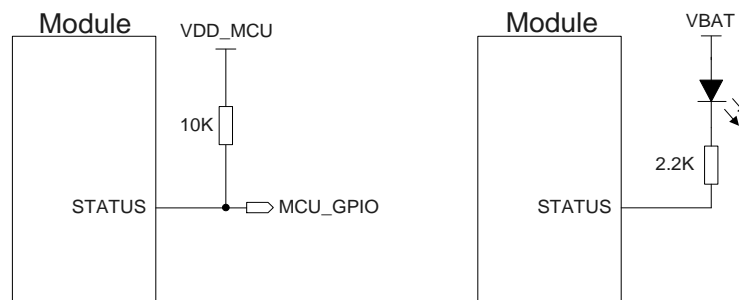 Module
VDD_MCU
10K
STATUS
MCU_GPIO
Module
VBAT
2.2K
STATUS